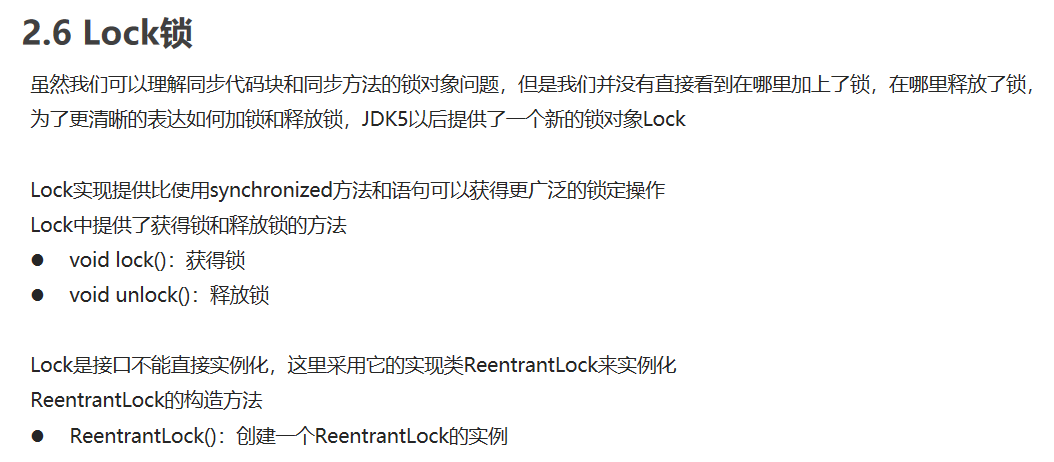 2.6 Lock锁
虽然我们可以理解同步代码块和同步方法的锁对象问题，但是我们并没有直接看到在哪里加上了锁，在哪里释放了锁，
为了更清晰的表达如何加锁和释放锁，JDK5以后提供了一个新的锁对象Lock
Lock实现提供比使用synchronized方法和语句可以获得更广泛的锁定操作
Lock中提供了获得锁和释放锁的方法
● void lock()：获得锁
● void unlock()：释放锁
Lock是接口不能直接实例化，这里采用它的实现类ReentrantLock来实例化
ReentrantLock的构造方法
● ReentrantLock()：创建一个ReentrantLock的实例